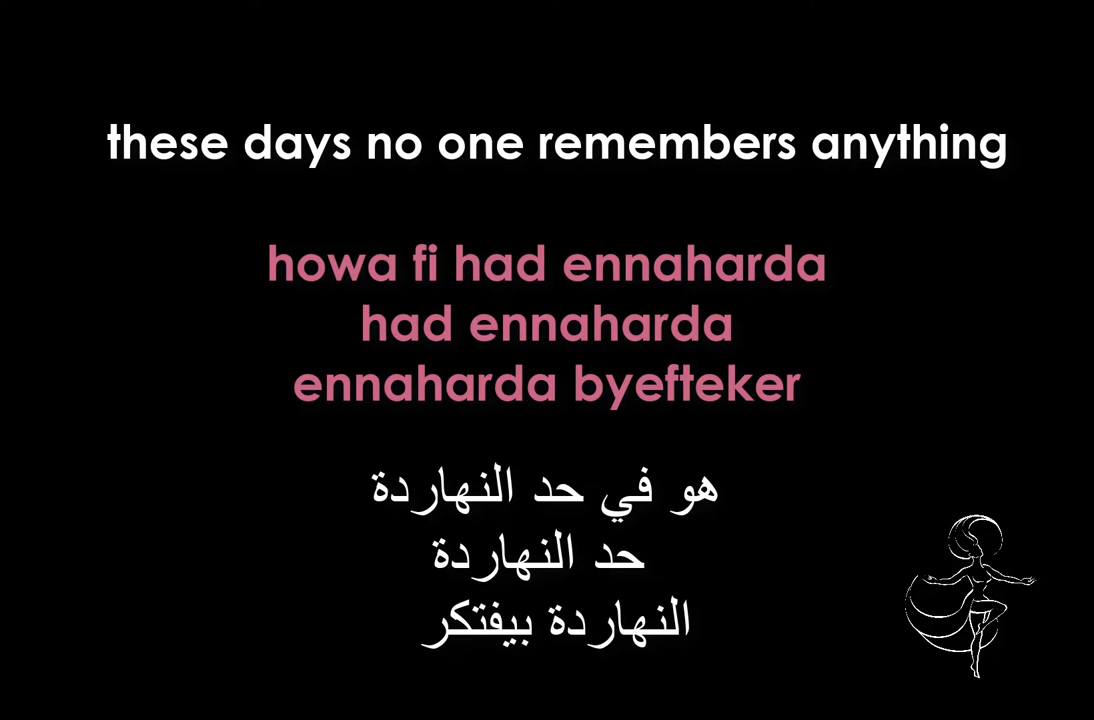 these days no one remembers anything
howa fi had ennaharda
had ennaharda
ennaharda byefteker
هو في حد النهاردة
حد النهاردة
النهاردة بيفتكر